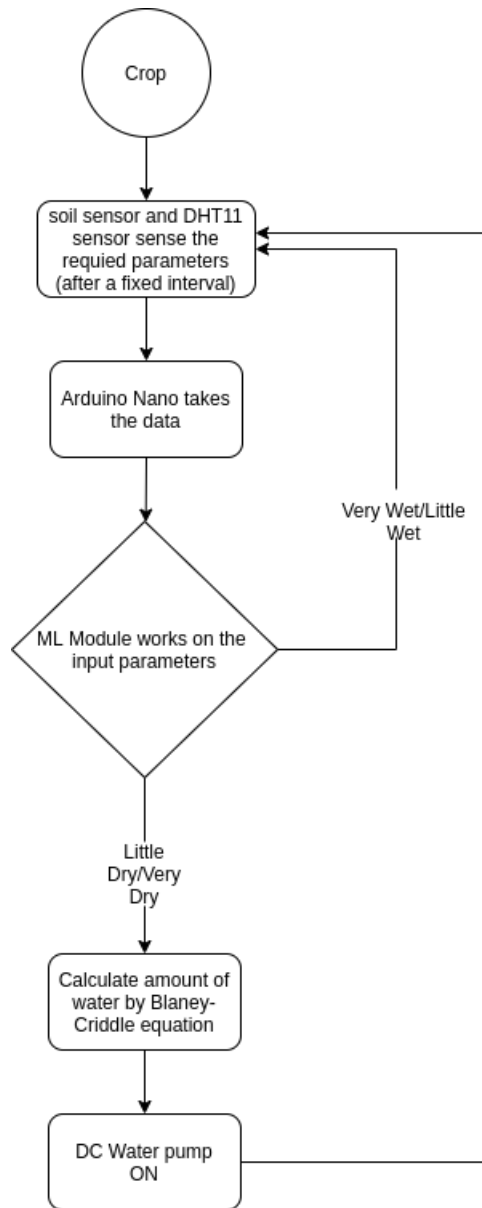 Crop
soil sensor and DHT11
sensor sense the
requied parameters
(after a fixed interval)
Arduino Nano takes
the data
Very Wet/Little
Wet
ML Module works on the
input parameters
Little
Dry/Very
Dry
Calculate amount of
water by Blaney-
Criddle equation
DC Water pump
ON